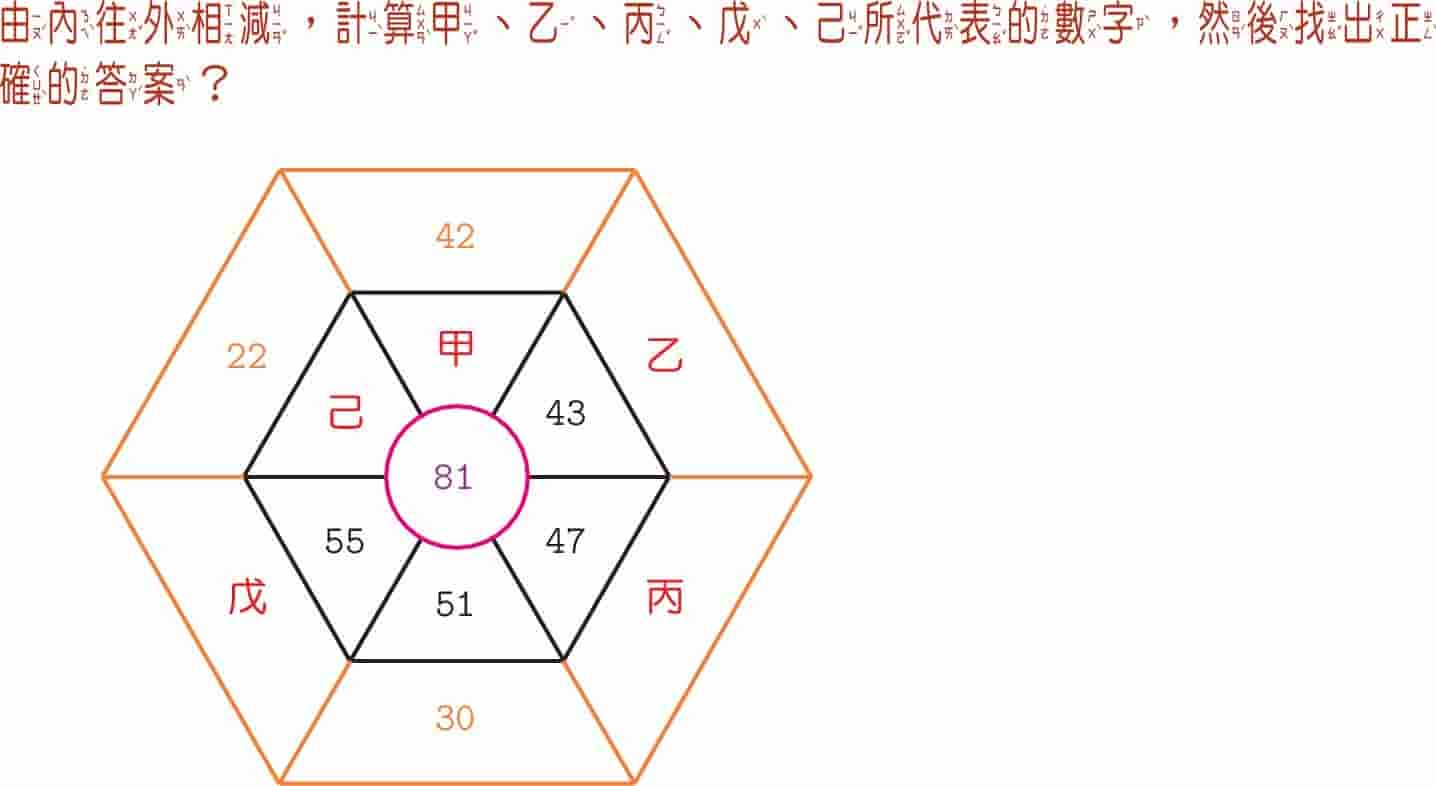 由內往外相減，計算甲、乙、丙、戊、己所代表的數字，然後找出正
確的答案？
42
22
甲
乙
己
43
81
55
47
戊
51
丙
30